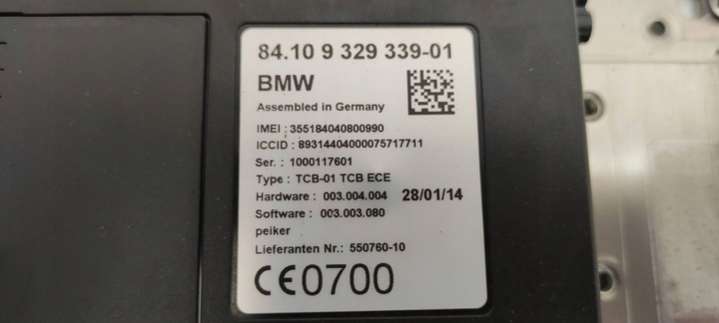 84.10 9 329 339-01
BMW
Assembled in Germany
IMEI : 355184040800990
ICCID : 89314404000075717711
Ser. : 1000117601
Type : TCB-01 TCB ECE
Hardware : 003.004.004 28/01/14
Software : 003.003.080
peiker
Lieferanten Nr.: 550760-10
CE0700